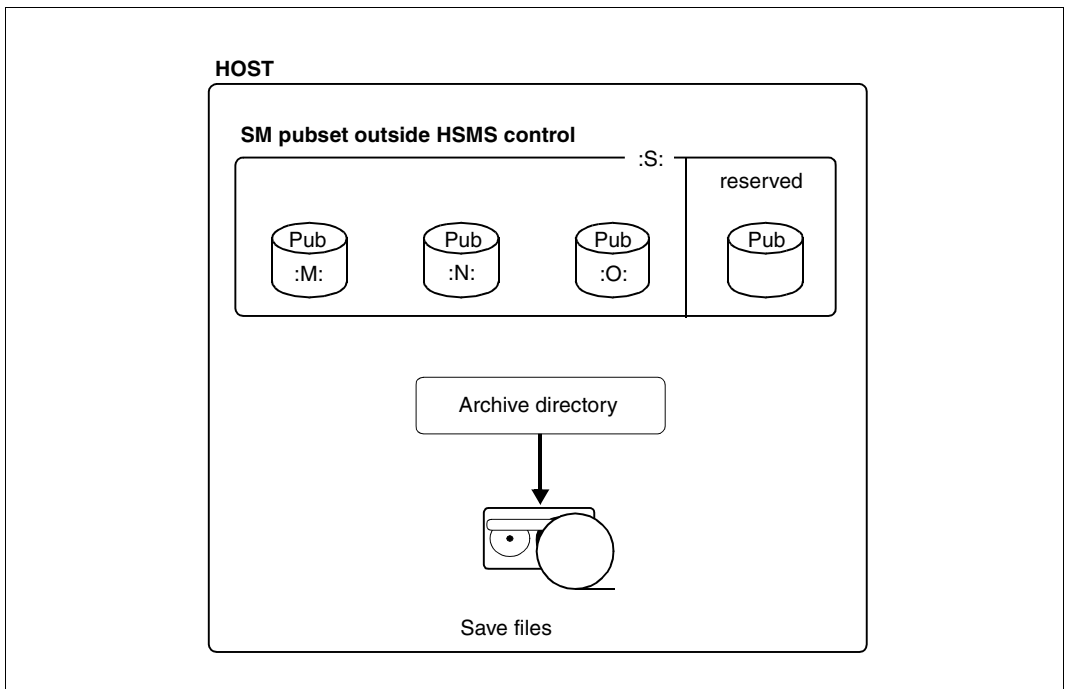 HOST
SM pubset outside HSMS control
:S:
reserved
Pub
:M:
Pub
:N:
Pub
:O:
Pub
Archive directory
Save files